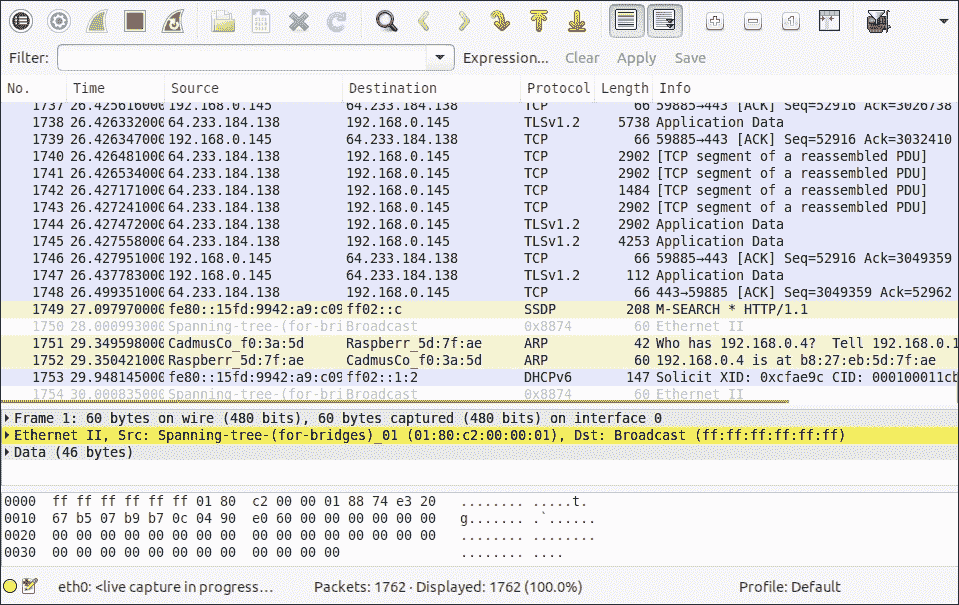 Filter: Expression... Clear Apply Save
No. Time Source Destination Protocol Length Info
1737 26.425616000 192.168.0.145 64.233.184.138 TCP 66 59885→443 [ACK] Seq=52916 Ack=3026738
1738 26.426332000 64.233.184.138 192.168.0.145 TLSv1.2 5738 Application Data
1739 26.426347000 192.168.0.145 64.233.184.138 TCP 66 59885→443 [ACK] Seq=52916 Ack=3032410
1740 26.426481000 64.233.184.138 192.168.0.145 TCP 2902 [TCP segment of a reassembled PDU]
1741 26.426534000 64.233.184.138 192.168.0.145 TCP 2902 [TCP segment of a reassembled PDU]
1742 26.427171000 64.233.184.138 192.168.0.145 TCP 1484 [TCP segment of a reassembled PDU]
1743 26.427241000 64.233.184.138 192.168.0.145 TCP 2902 [TCP segment of a reassembled PDU]
1744 26.427472000 64.233.184.138 192.168.0.145 TLSv1.2 2902 Application Data
1745 26.427558000 64.233.184.138 192.168.0.145 TLSv1.2 4253 Application Data
1746 26.427951000 192.168.0.145 64.233.184.138 TCP 66 59885→443 [ACK] Seq=52916 Ack=3049359
1747 26.437783000 192.168.0.145 64.233.184.138 TLSv1.2 112 Application Data
1748 26.499351000 64.233.184.138 192.168.0.145 TCP 66 443→59885 [ACK] Seq=3049359 Ack=52962
1749 27.097970000 fe80::15fd:9942:a9:c09 ff02::c SSDP 208 M-SEARCH * HTTP/1.1
1750 28.000993000 Spanning-tree-(for-bri Broadcast 0x8874 60 Ethernet II
1751 29.349598000 CadmusCo_f0:3a:5d Raspberr_5d:7f:ae ARP 42 Who has 192.168.0.4? Tell 192.168.0.1
1752 29.350421000 Raspberr_5d:7f:ae CadmusCo_f0:3a:5d ARP 60 192.168.0.4 is at b8:27:eb:5d:7f:ae
1753 29.948145000 fe80::15fd:9942:a9:c09 ff02::1:2 DHCPv6 147 Solicit XID: 0xcfae9c CID: 000100011cb
1754 30.000835000 Spanning-tree-(for-bri Broadcast 0x8874 60 Ethernet II
Frame 1: 60 bytes on wire (480 bits), 60 bytes captured (480 bits) on interface 0
Ethernet II, Src: Spanning-tree-(for-bridges)_01 (01:80:c2:00:00:01), Dst: Broadcast (ff:ff:ff:ff:ff:ff)
Data (46 bytes)
0000 ff ff ff ff ff ff 01 80 c2 00 00 01 88 74 e3 20 ........ .....t.
0010 67 b5 07 b9 b7 0c 04 90 e0 60 00 00 00 00 00 00 g....... .`......
0020 00 00 00 00 00 00 00 00 00 00 00 00 00 00 00 00 ........ ........
0030 00 00 00 00 00 00 00 00 00 00 00 00 ........ ....
eth0: <live capture in progress... Packets: 1762 · Displayed: 1762 (100.0%) Profile: Default